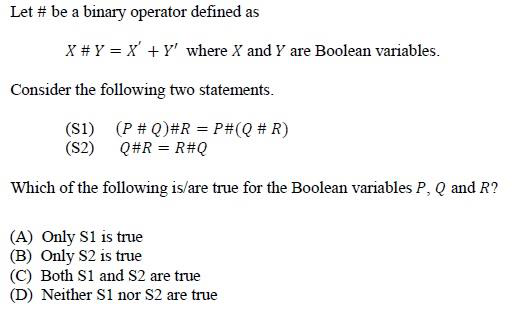 Let # be a binary operator defined as
X # Y = X′ + Y′ where X and Y are Boolean variables.
Consider the following two statements.
(S1) (P # Q)#R = P#(Q # R)
(S2) Q#R = R#Q
Which of the following is/are true for the Boolean variables P, Q and R?
(A) Only S1 is true
(B) Only S2 is true
(C) Both S1 and S2 are true
(D) Neither S1 nor S2 are true